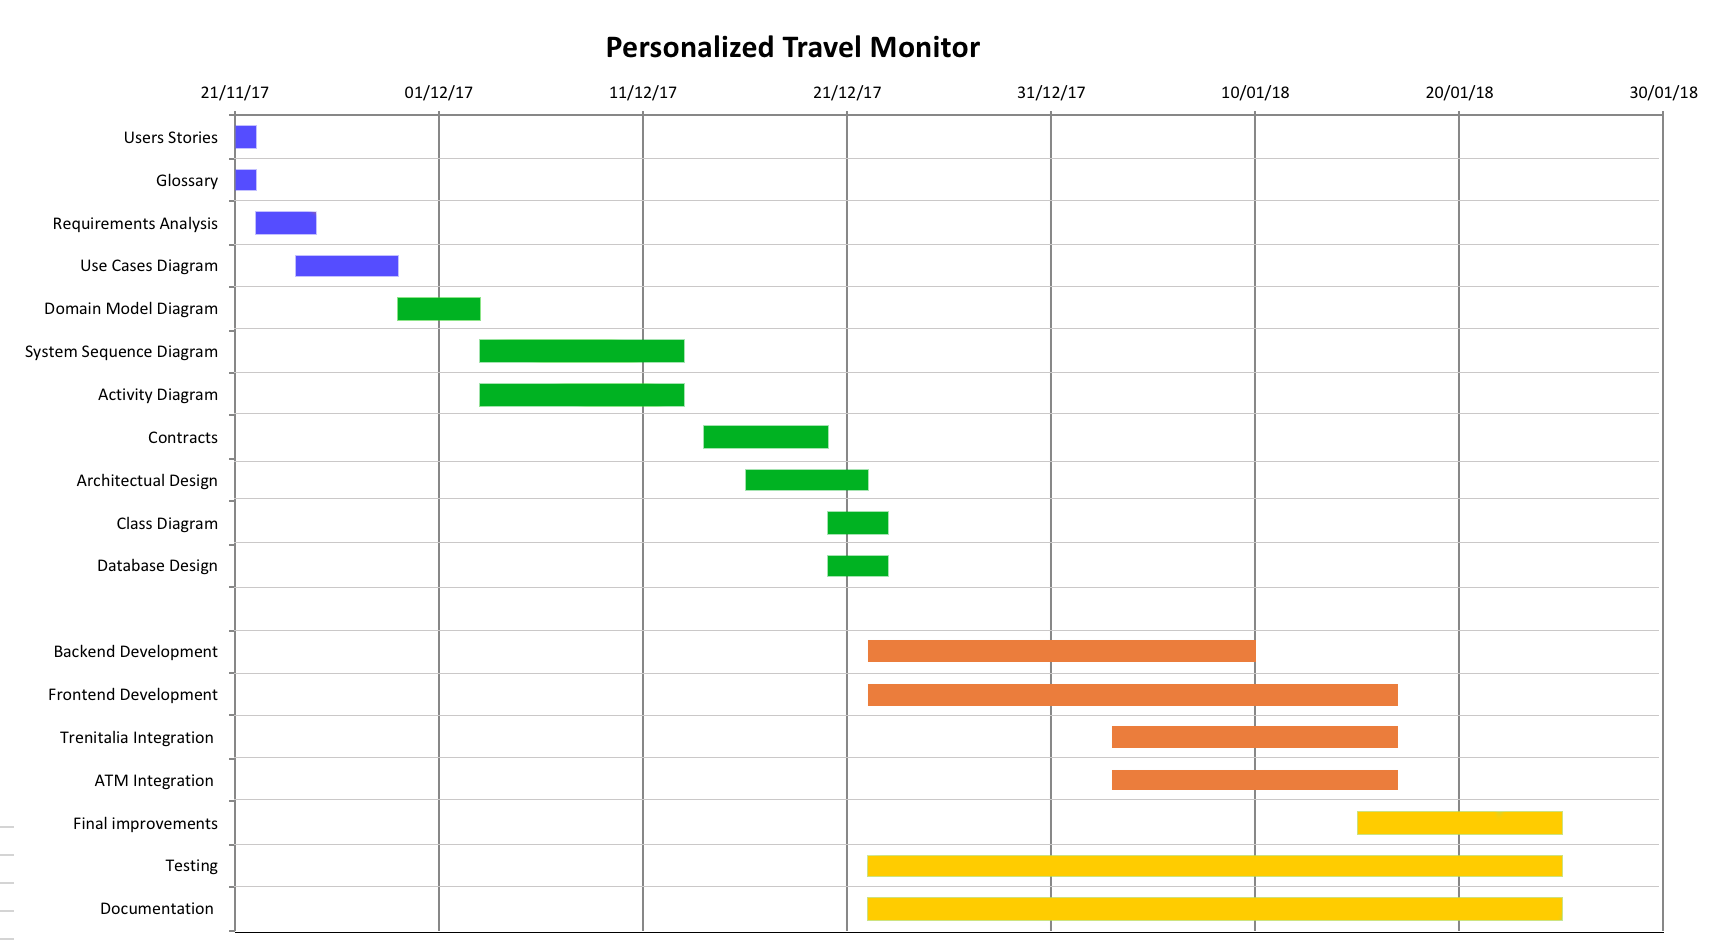 Personalized Travel Monitor
21/11/17 01/12/17 11/12/17 21/12/17 31/12/17 10/01/18 20/01/18 30/01/18
Users Stories
Glossary
Requirements Analysis
Use Cases Diagram
Domain Model Diagram
System Sequence Diagram
Activity Diagram
Contracts
Architectual Design
Class Diagram
Database Design
Backend Development
Frontend Development
Trenitalia Integration
ATM Integration
Final improvements
Testing
Documentation